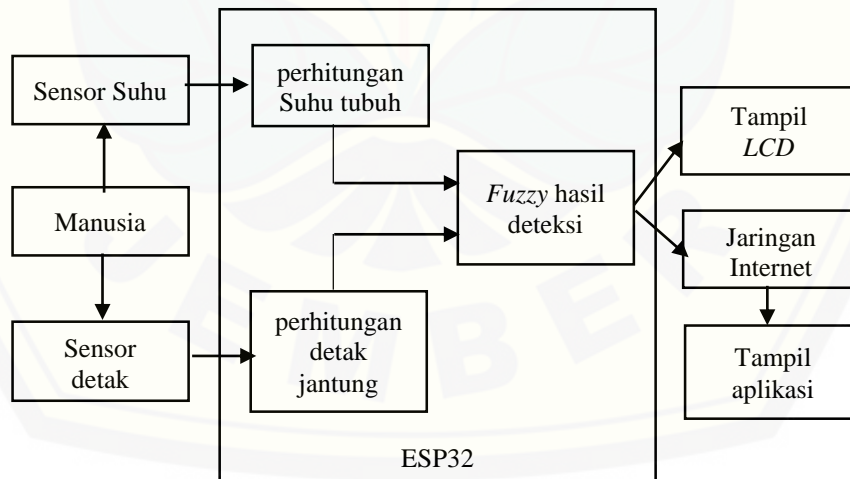 Sensor Suhu
perhitungan
Suhu tubuh
Tampil
LCD
Manusia
Fuzzy hasil
deteksi
Jaringan
Internet
Sensor
detak
perhitungan
detak
jantung
Tampil
aplikasi
ESP32
JEMBER